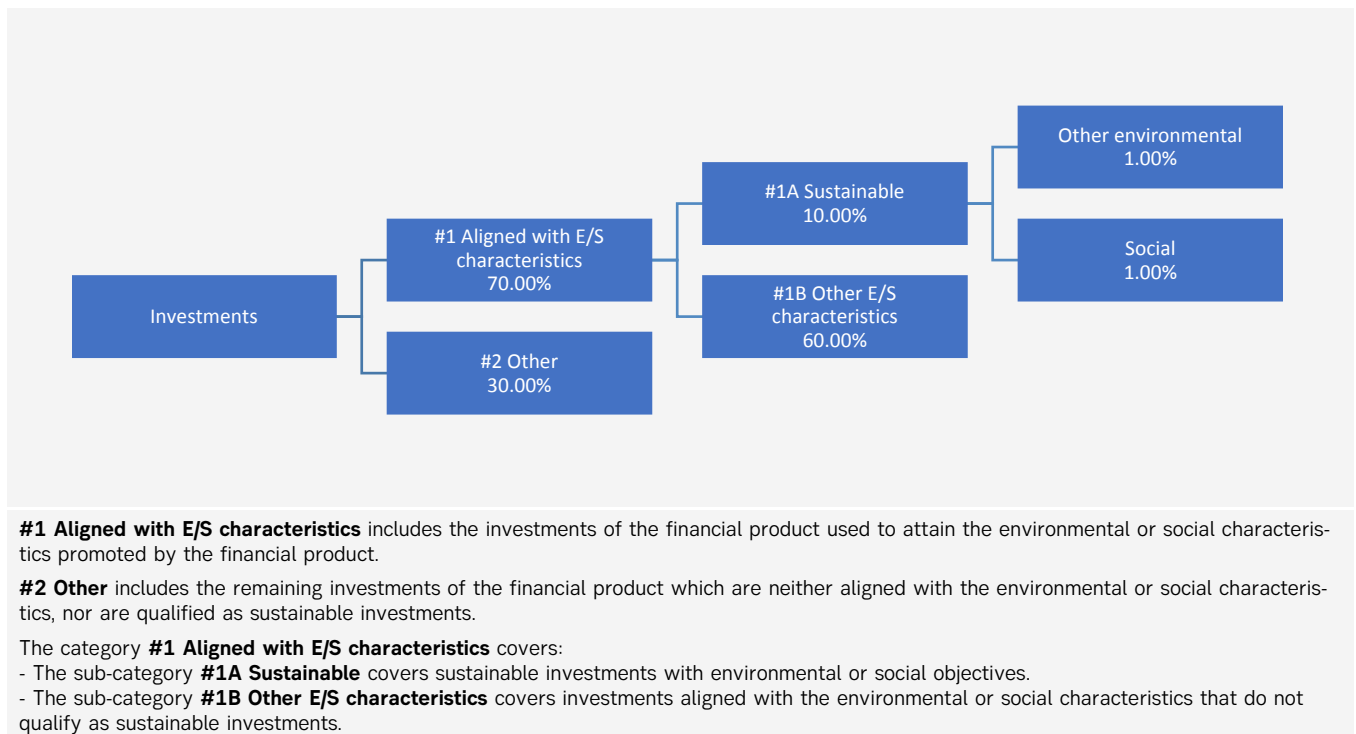 Investments
#1 Aligned with E/S
characteristics
70.00%
#2 Other
30.00%
#1A Sustainable
10.00%
#1B Other E/S
characteristics
60.00%
Other environmental
1.00%
Social
1.00%
#1 Aligned with E/S characteristics includes the investments of the financial product used to attain the environmental or social characteris-
tics promoted by the financial product.
#2 Other includes the remaining investments of the financial product which are neither aligned with the environmental or social characteris-
tics, nor are qualified as sustainable investments.
The category #1 Aligned with E/S characteristics covers:
- The sub-category #1A Sustainable covers sustainable investments with environmental or social objectives.
- The sub-category #1B Other E/S characteristics covers investments aligned with the environmental or social characteristics that do not
qualify as sustainable investments.